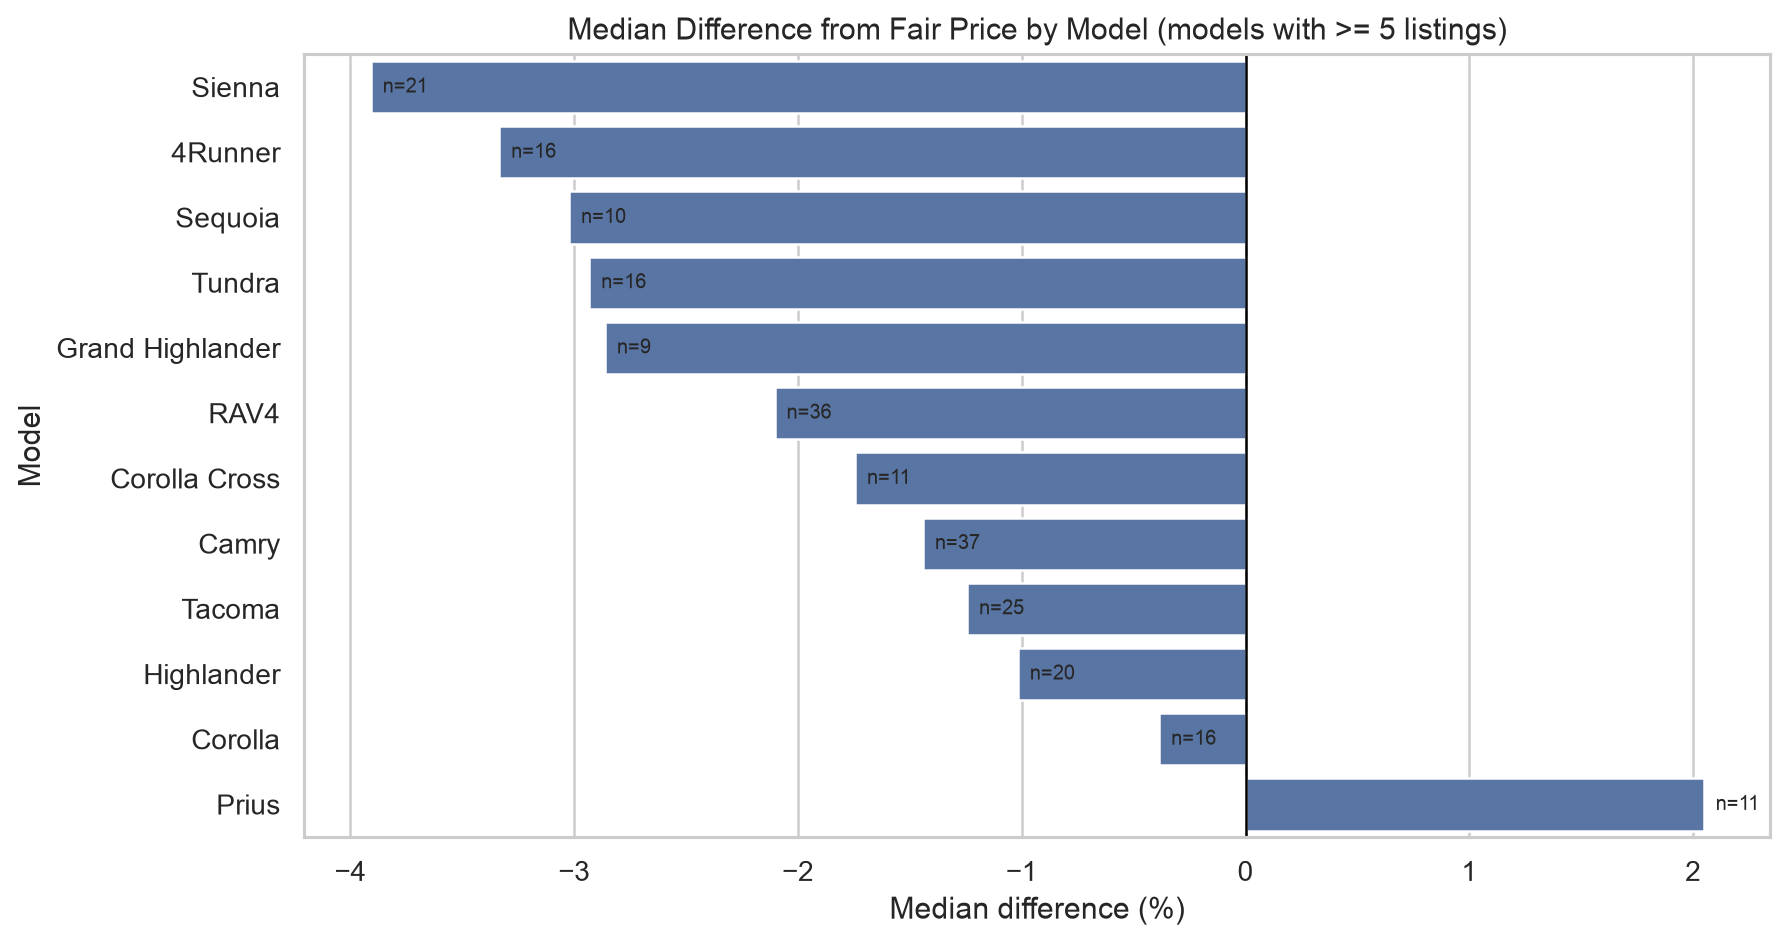 Median Difference from Fair Price by Model (models with >= 5 listings)
Sienna n=21
4Runner n=16
Sequoia n=10
Tundra n=16
Grand Highlander n=9
RAV4 n=36
Corolla Cross n=11
Camry n=37
Tacoma n=25
Highlander n=20
Corolla n=16
Prius n=11
Model
−4 −3 −2 −1 0 1 2
Median difference (%)